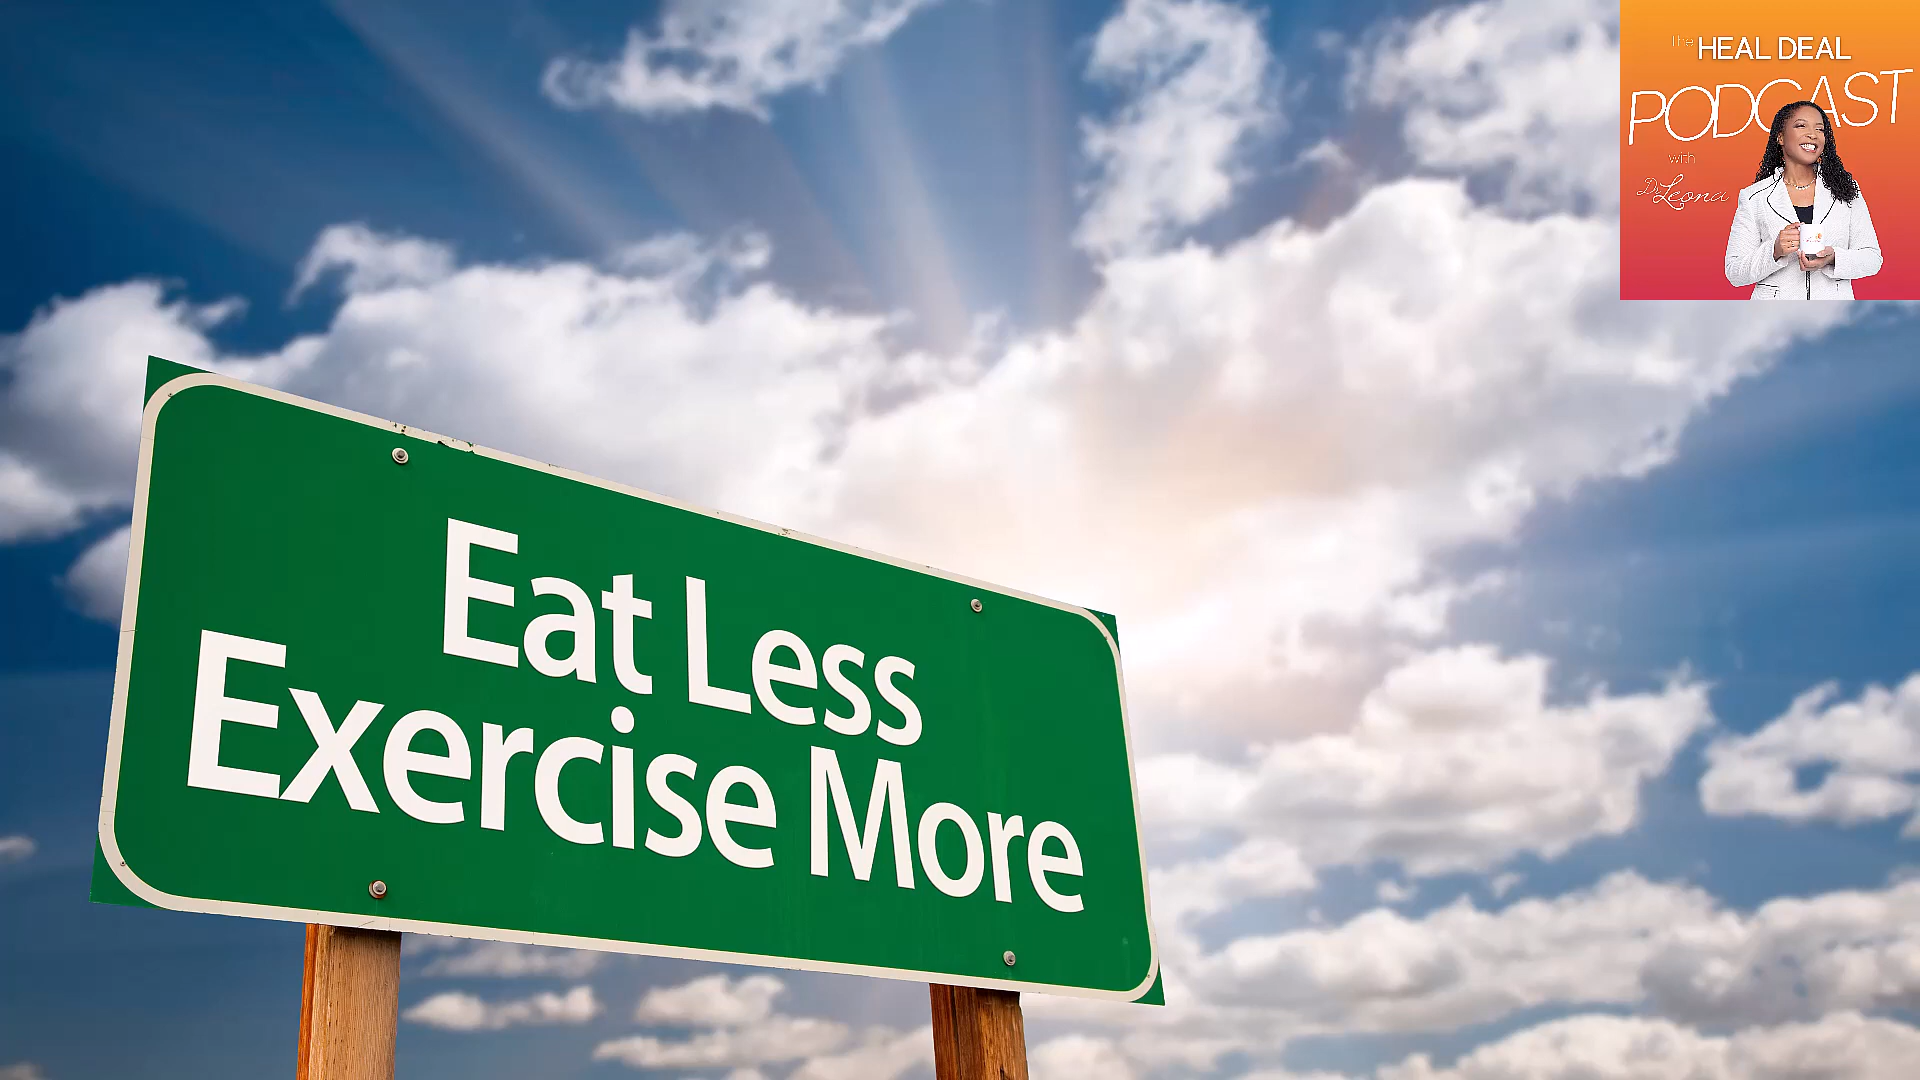 The HEAL DEAL
PODCAST
with
Dr Leona
Eat Less
Exercise More